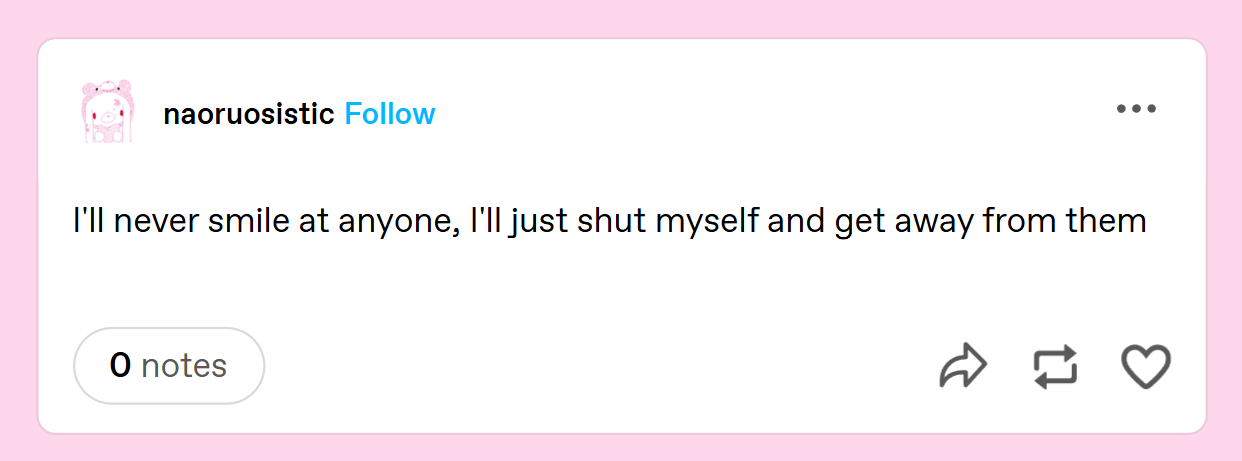 naoruosistic Follow
I'll never smile at anyone, I'll just shut myself and get away from them
0 notes